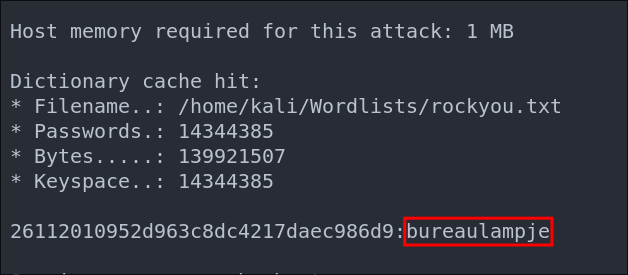 Host memory required for this attack: 1 MB
Dictionary cache hit:
* Filename..: /home/kali/Wordlists/rockyou.txt
* Passwords.: 14344385
* Bytes.....: 139921507
* Keyspace..: 14344385
26112010952d963c8dc4217daec986d9:bureaulampje